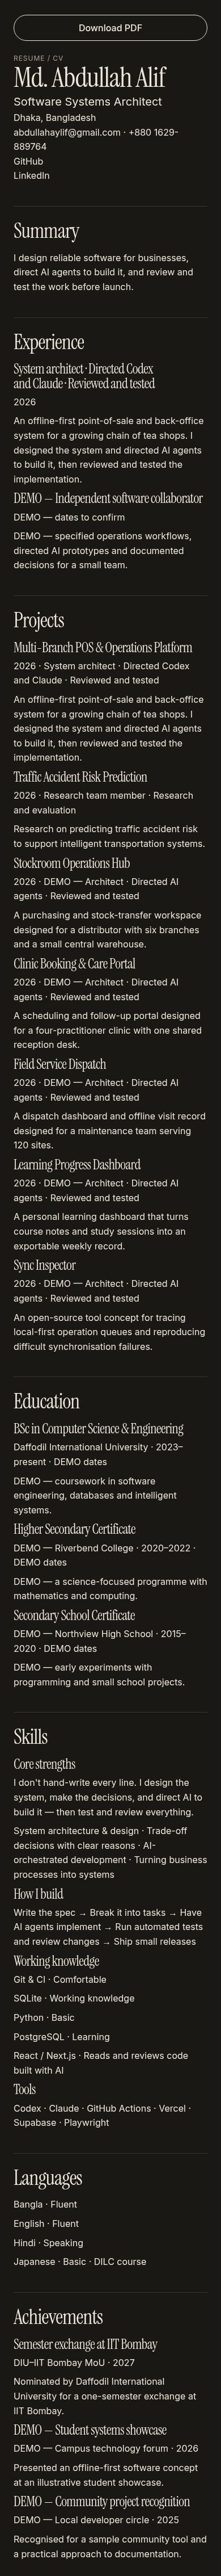 Download PDF
RESUME / CV
Md. Abdullah Alif
Software Systems Architect
Dhaka, Bangladesh
abdullahaylif@gmail.com · +880 1629-
889764
GitHub
LinkedIn
Summary
I design reliable software for businesses,
direct AI agents to build it, and review and
test the work before launch.
Experience
System architect · Directed Codex
and Claude · Reviewed and tested
2026
An offline-first point-of-sale and back-office
system for a growing chain of tea shops. I
designed the system and directed AI agents
to build it, then reviewed and tested the
implementation.
DEMO — Independent software collaborator
DEMO — dates to confirm
DEMO — specified operations workflows,
directed AI prototypes and documented
decisions for a small team.
Projects
Multi-Branch POS & Operations Platform
2026 · System architect · Directed Codex
and Claude · Reviewed and tested
An offline-first point-of-sale and back-office
system for a growing chain of tea shops. I
designed the system and directed AI agents
to build it, then reviewed and tested the
implementation.
Traffic Accident Risk Prediction
2026 · Research team member · Research
and evaluation
Research on predicting traffic accident risk
to support intelligent transportation systems.
Stockroom Operations Hub
2026 · DEMO — Architect · Directed AI
agents · Reviewed and tested
A purchasing and stock-transfer workspace
designed for a distributor with six branches
and a small central warehouse.
Clinic Booking & Care Portal
2026 · DEMO — Architect · Directed AI
agents · Reviewed and tested
A scheduling and follow-up portal designed
for a four-practitioner clinic with one shared
reception desk.
Field Service Dispatch
2026 · DEMO — Architect · Directed AI
agents · Reviewed and tested
A dispatch dashboard and offline visit record
designed for a maintenance team serving
120 sites.
Learning Progress Dashboard
2026 · DEMO — Architect · Directed AI
agents · Reviewed and tested
A personal learning dashboard that turns
course notes and study sessions into an
exportable weekly record.
Sync Inspector
2026 · DEMO — Architect · Directed AI
agents · Reviewed and tested
An open-source tool concept for tracing
local-first operation queues and reproducing
difficult synchronisation failures.
Education
BSc in Computer Science & Engineering
Daffodil International University · 2023–
present · DEMO dates
DEMO — coursework in software
engineering, databases and intelligent
systems.
Higher Secondary Certificate
DEMO — Riverbend College · 2020–2022 ·
DEMO dates
DEMO — a science-focused programme with
mathematics and computing.
Secondary School Certificate
DEMO — Northview High School · 2015–
2020 · DEMO dates
DEMO — early experiments with
programming and small school projects.
Skills
Core strengths
I don't hand-write every line. I design the
system, make the decisions, and direct AI to
build it — then test and review everything.
System architecture & design · Trade-off
decisions with clear reasons · AI-
orchestrated development · Turning business
processes into systems
How I build
Write the spec → Break it into tasks → Have
AI agents implement → Run automated tests
and review changes → Ship small releases
Working knowledge
Git & CI · Comfortable
SQLite · Working knowledge
Python · Basic
PostgreSQL · Learning
React / Next.js · Reads and reviews code
built with AI
Tools
Codex · Claude · GitHub Actions · Vercel ·
Supabase · Playwright
Languages
Bangla · Fluent
English · Fluent
Hindi · Speaking
Japanese · Basic · DILC course
Achievements
Semester exchange at IIT Bombay
DIU–IIT Bombay MoU · 2027
Nominated by Daffodil International
University for a one-semester exchange at
IIT Bombay.
DEMO — Student systems showcase
DEMO — Campus technology forum · 2026
Presented an offline-first software concept
at an illustrative student showcase.
DEMO — Community project recognition
DEMO — Local developer circle · 2025
Recognised for a sample community tool and
a practical approach to documentation.